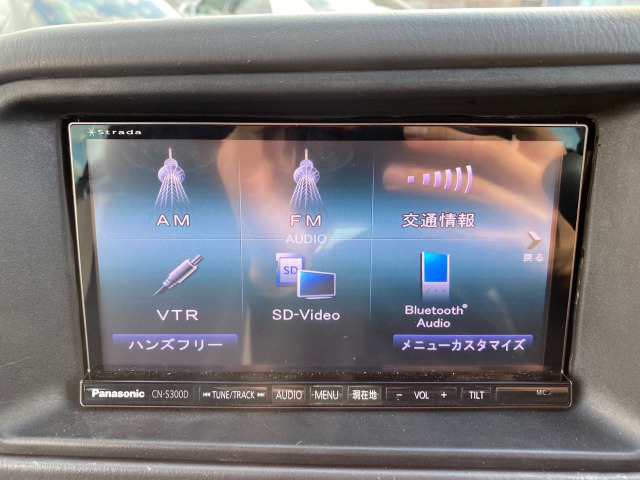 Strada
AM
FM
交通情報
AUDIO
戻る
SD
VTR
SD-Video
Bluetooth® Audio
ハンズフリー
メニューカスタマイズ
Panasonic CN-S300D TUNE/TRACK AUDIO MENU 現在地 − VOL + TILT MIC